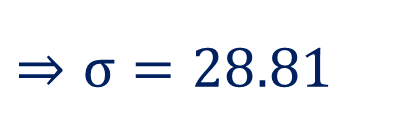 ⇒ σ = 28.81